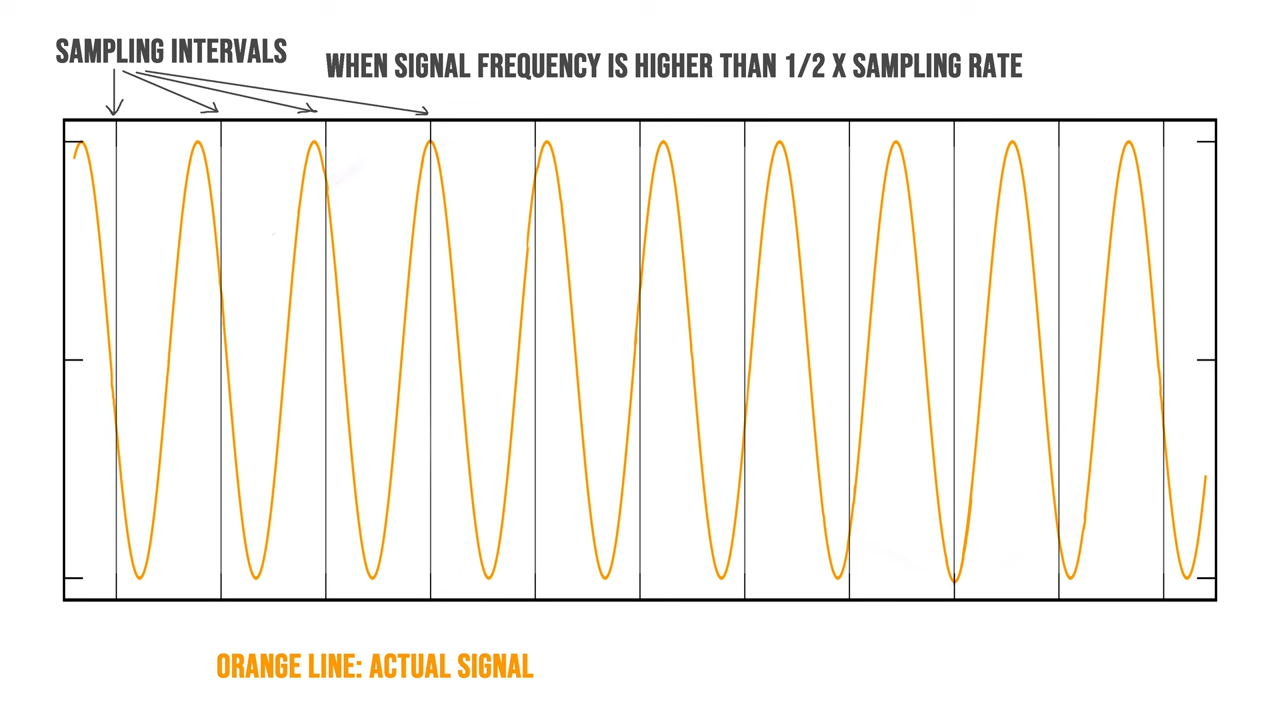 SAMPLING INTERVALS
WHEN SIGNAL FREQUENCY IS HIGHER THAN 1/2 X SAMPLING RATE
ORANGE LINE: ACTUAL SIGNAL